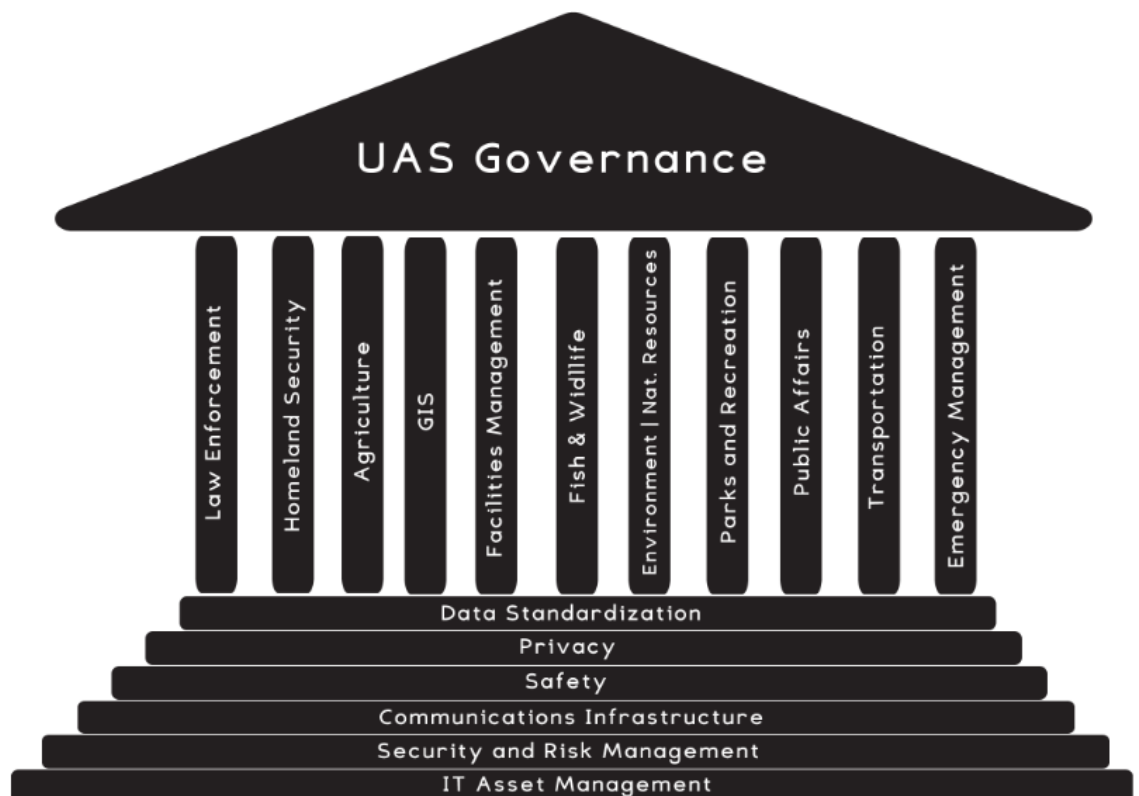 UAS Governance
Law Enforcement
Homeland Security
Agriculture
GIS
Facilities Management
Fish & Widllife
Environment | Nat. Resources
Parks and Recreation
Public Affairs
Transportation
Emergency Management
Data Standardization
Privacy
Safety
Communications Infrastructure
Security and Risk Management
IT Asset Management